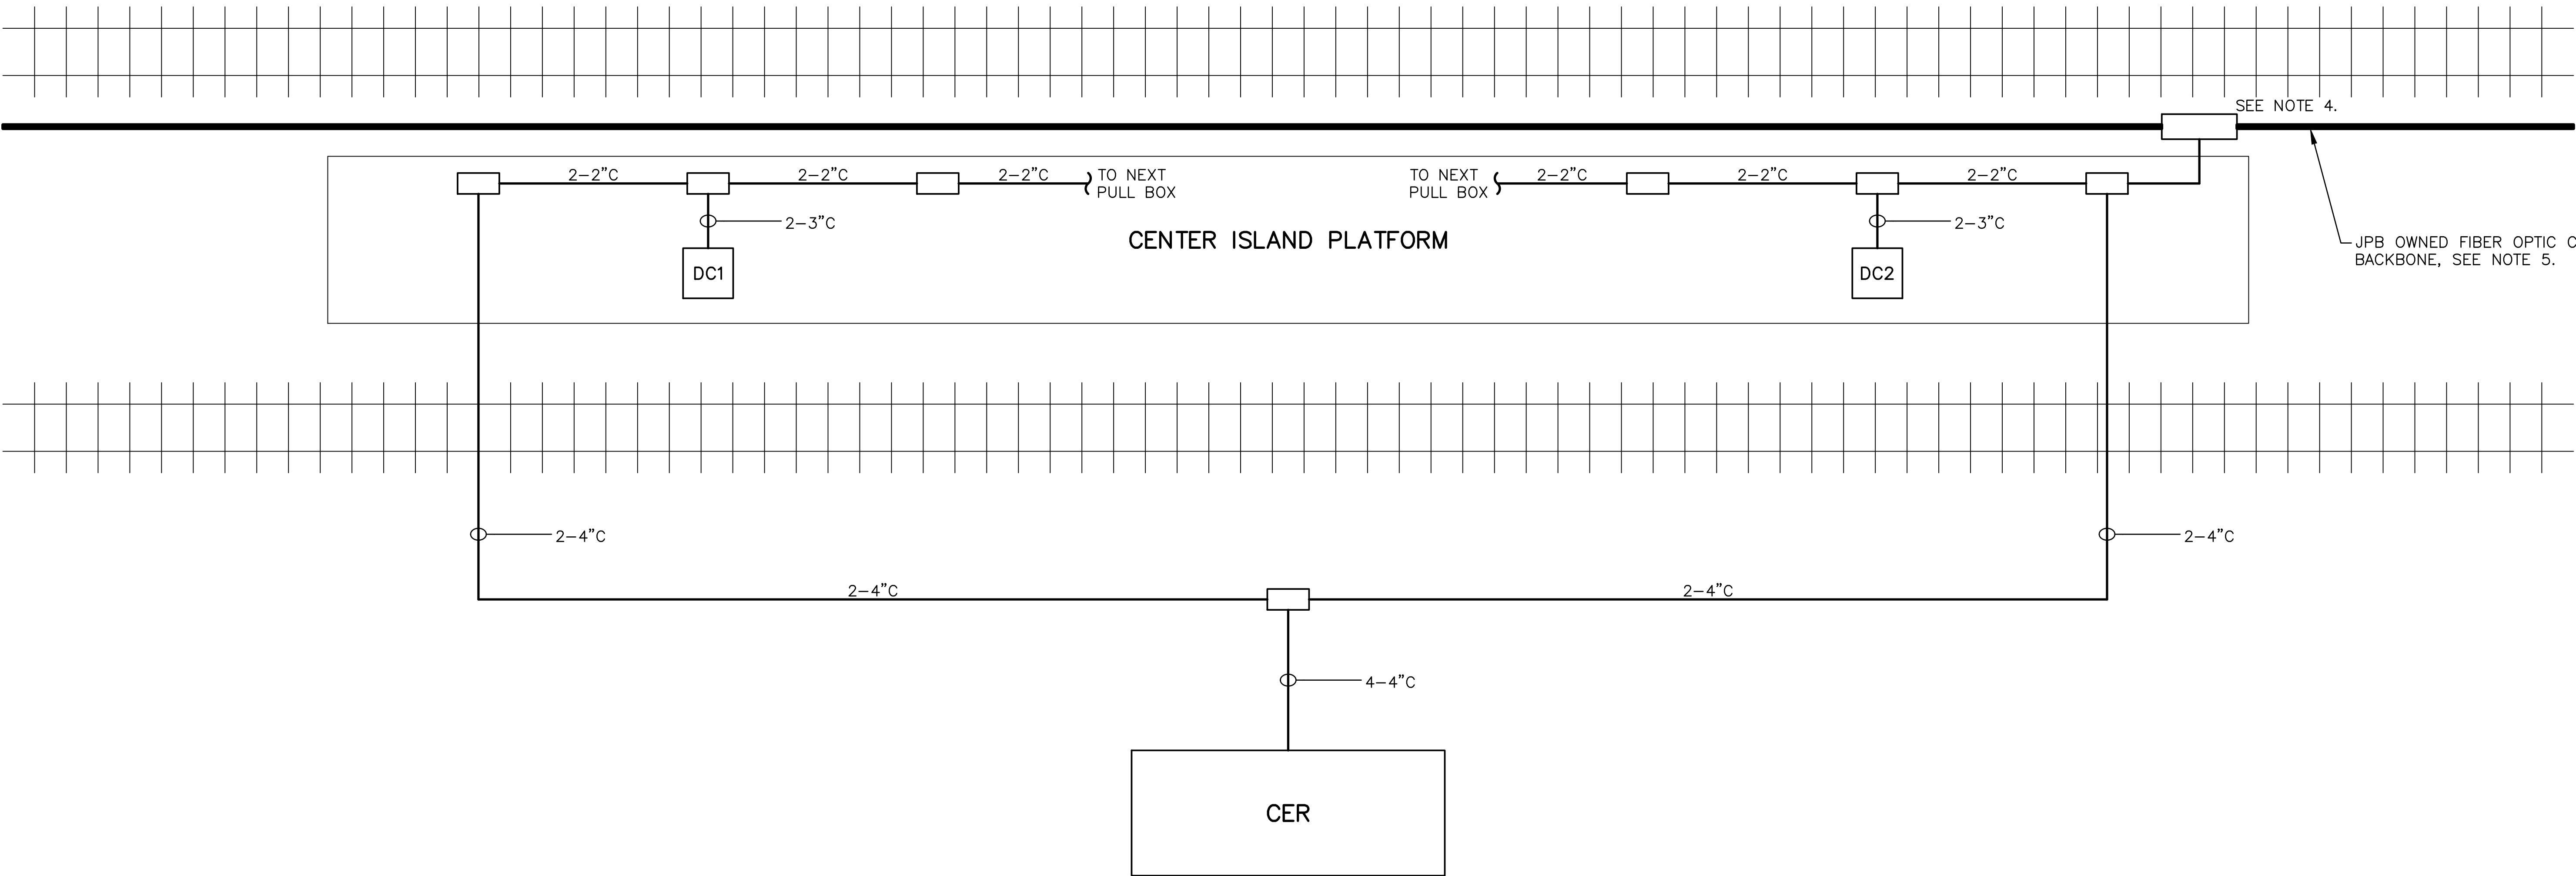 SEE NOTE 4.
2-2"C
2-2"C
2-2"C
TO NEXT
PULL BOX
TO NEXT
PULL BOX
2-2"C
2-2"C
2-2"C
2-3"C
2-3"C
CENTER ISLAND PLATFORM
JPB OWNED FIBER OPTIC
BACKBONE, SEE NOTE 5.
DC1
DC2
2-4"C
2-4"C
2-4"C
2-4"C
4-4"C
CER